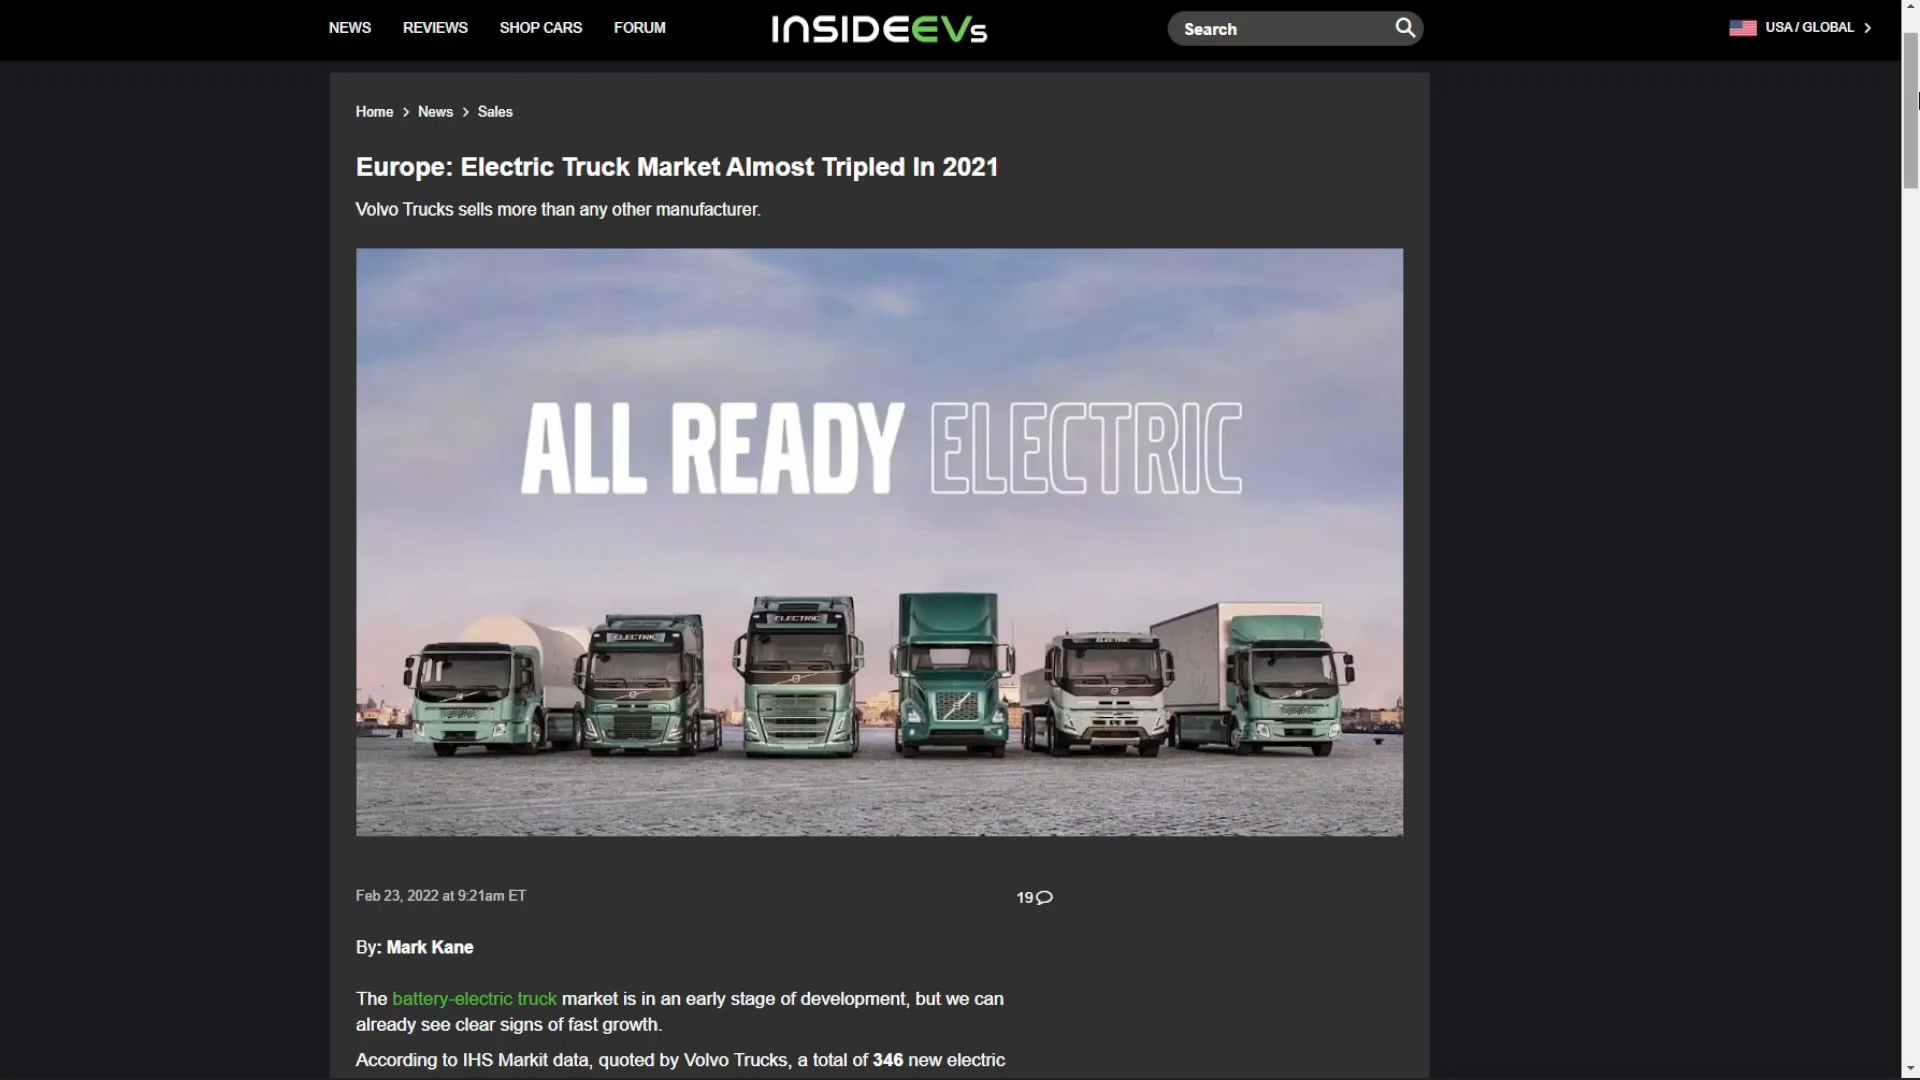 NEWS REVIEWS SHOP CARS FORUM INSIDEEVs Search USA / GLOBAL
Home > News > Sales
Europe: Electric Truck Market Almost Tripled In 2021
Volvo Trucks sells more than any other manufacturer.
ALL READY ELECTRIC
ELECTRIC
ELECTRIC
ELECTRIC
Feb 23, 2022 at 9:21am ET
19
By: Mark Kane
The battery-electric truck market is in an early stage of development, but we can
already see clear signs of fast growth.
According to IHS Markit data, quoted by Volvo Trucks, a total of 346 new electric